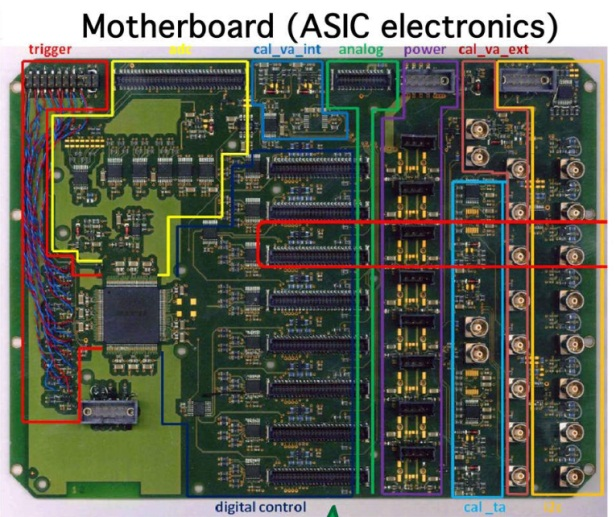 Motherboard (ASIC electronics)
trigger
adc
cal_va_int
analog
power
cal_va_ext
digital control
cal_ta